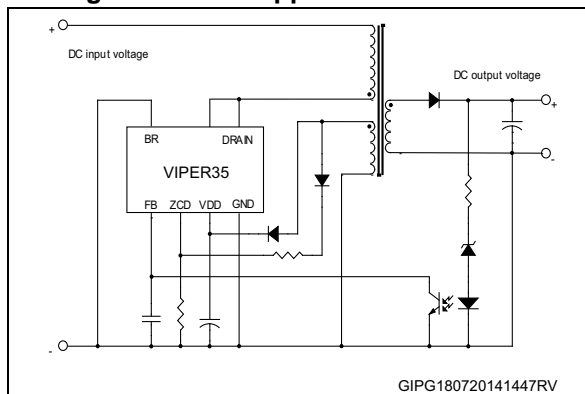 +
DC input voltage
DC output voltage
+
-
BR
DRAIN
VIPER35
FB ZCD VDD GND
-
GIPG180720141447RV